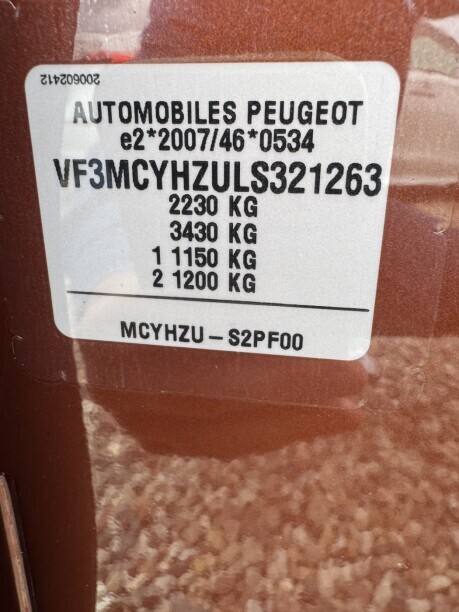 200602412
AUTOMOBILES PEUGEOT
e2*2007/46*0534
VF3MCYHZULS321263
2230 KG
3430 KG
1 1150 KG
2 1200 KG
MCYHZU - S2PF00